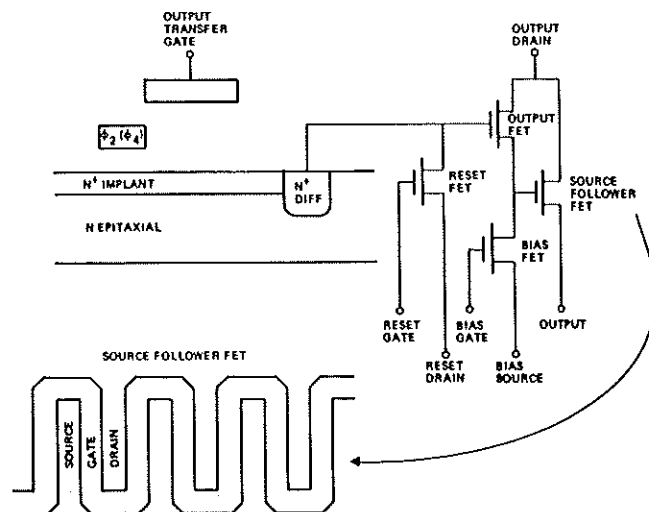 OUTPUT
TRANSFER
GATE
OUTPUT
DRAIN
ϕ2 (ϕ4)
OUTPUT
FET
N+ IMPLANT
N+
DIFF
RESET
FET
SOURCE
FOLLOWER
FET
N EPITAXIAL
BIAS
FET
RESET
GATE
BIAS
GATE
OUTPUT
RESET
DRAIN
BIAS
SOURCE
SOURCE FOLLOWER FET
SOURCE
GATE
DRAIN